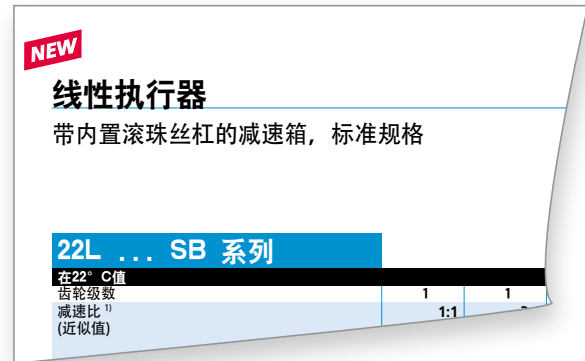 NEW
线性执行器
带内置滚珠丝杠的减速箱，标准规格
22L ... SB 系列
在22° C值
齿轮级数 1 1
减速比 1) 1:1
(近似值)